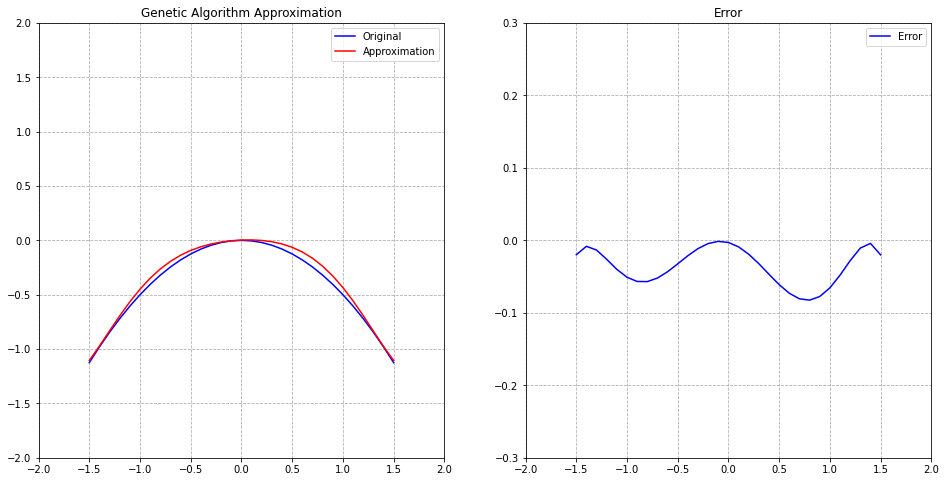 Genetic Algorithm Approximation
2.0
1.5
1.0
0.5
0.0
−0.5
−1.0
−1.5
−2.0
−2.0 −1.5 −1.0 −0.5 0.0 0.5 1.0 1.5 2.0
Original
Approximation
Error
0.3
0.2
0.1
0.0
−0.1
−0.2
−0.3
−2.0 −1.5 −1.0 −0.5 0.0 0.5 1.0 1.5 2.0
Error